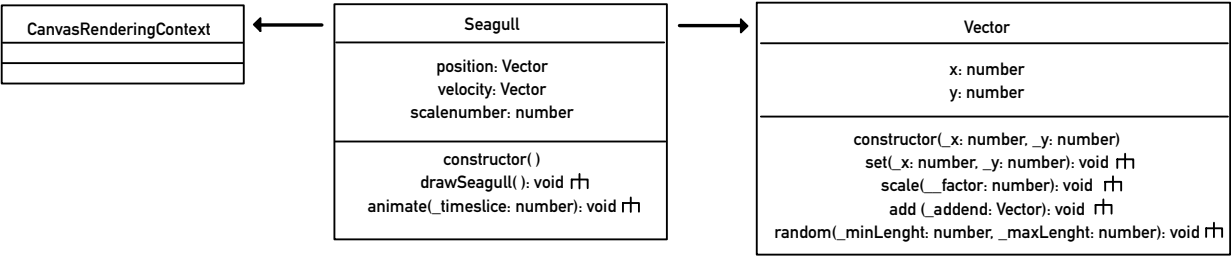 CanvasRenderingContext
Seagull
position: Vector
velocity: Vector
scalenumber: number
constructor( )
drawSeagull( ): void
animate(_timeslice: number): void
Vector
x: number
y: number
constructor(_x: number, _y: number)
set(_x: number, _y: number): void
scale(__factor: number): void
add (_addend: Vector): void
random(_minLenght: number, _maxLenght: number): void